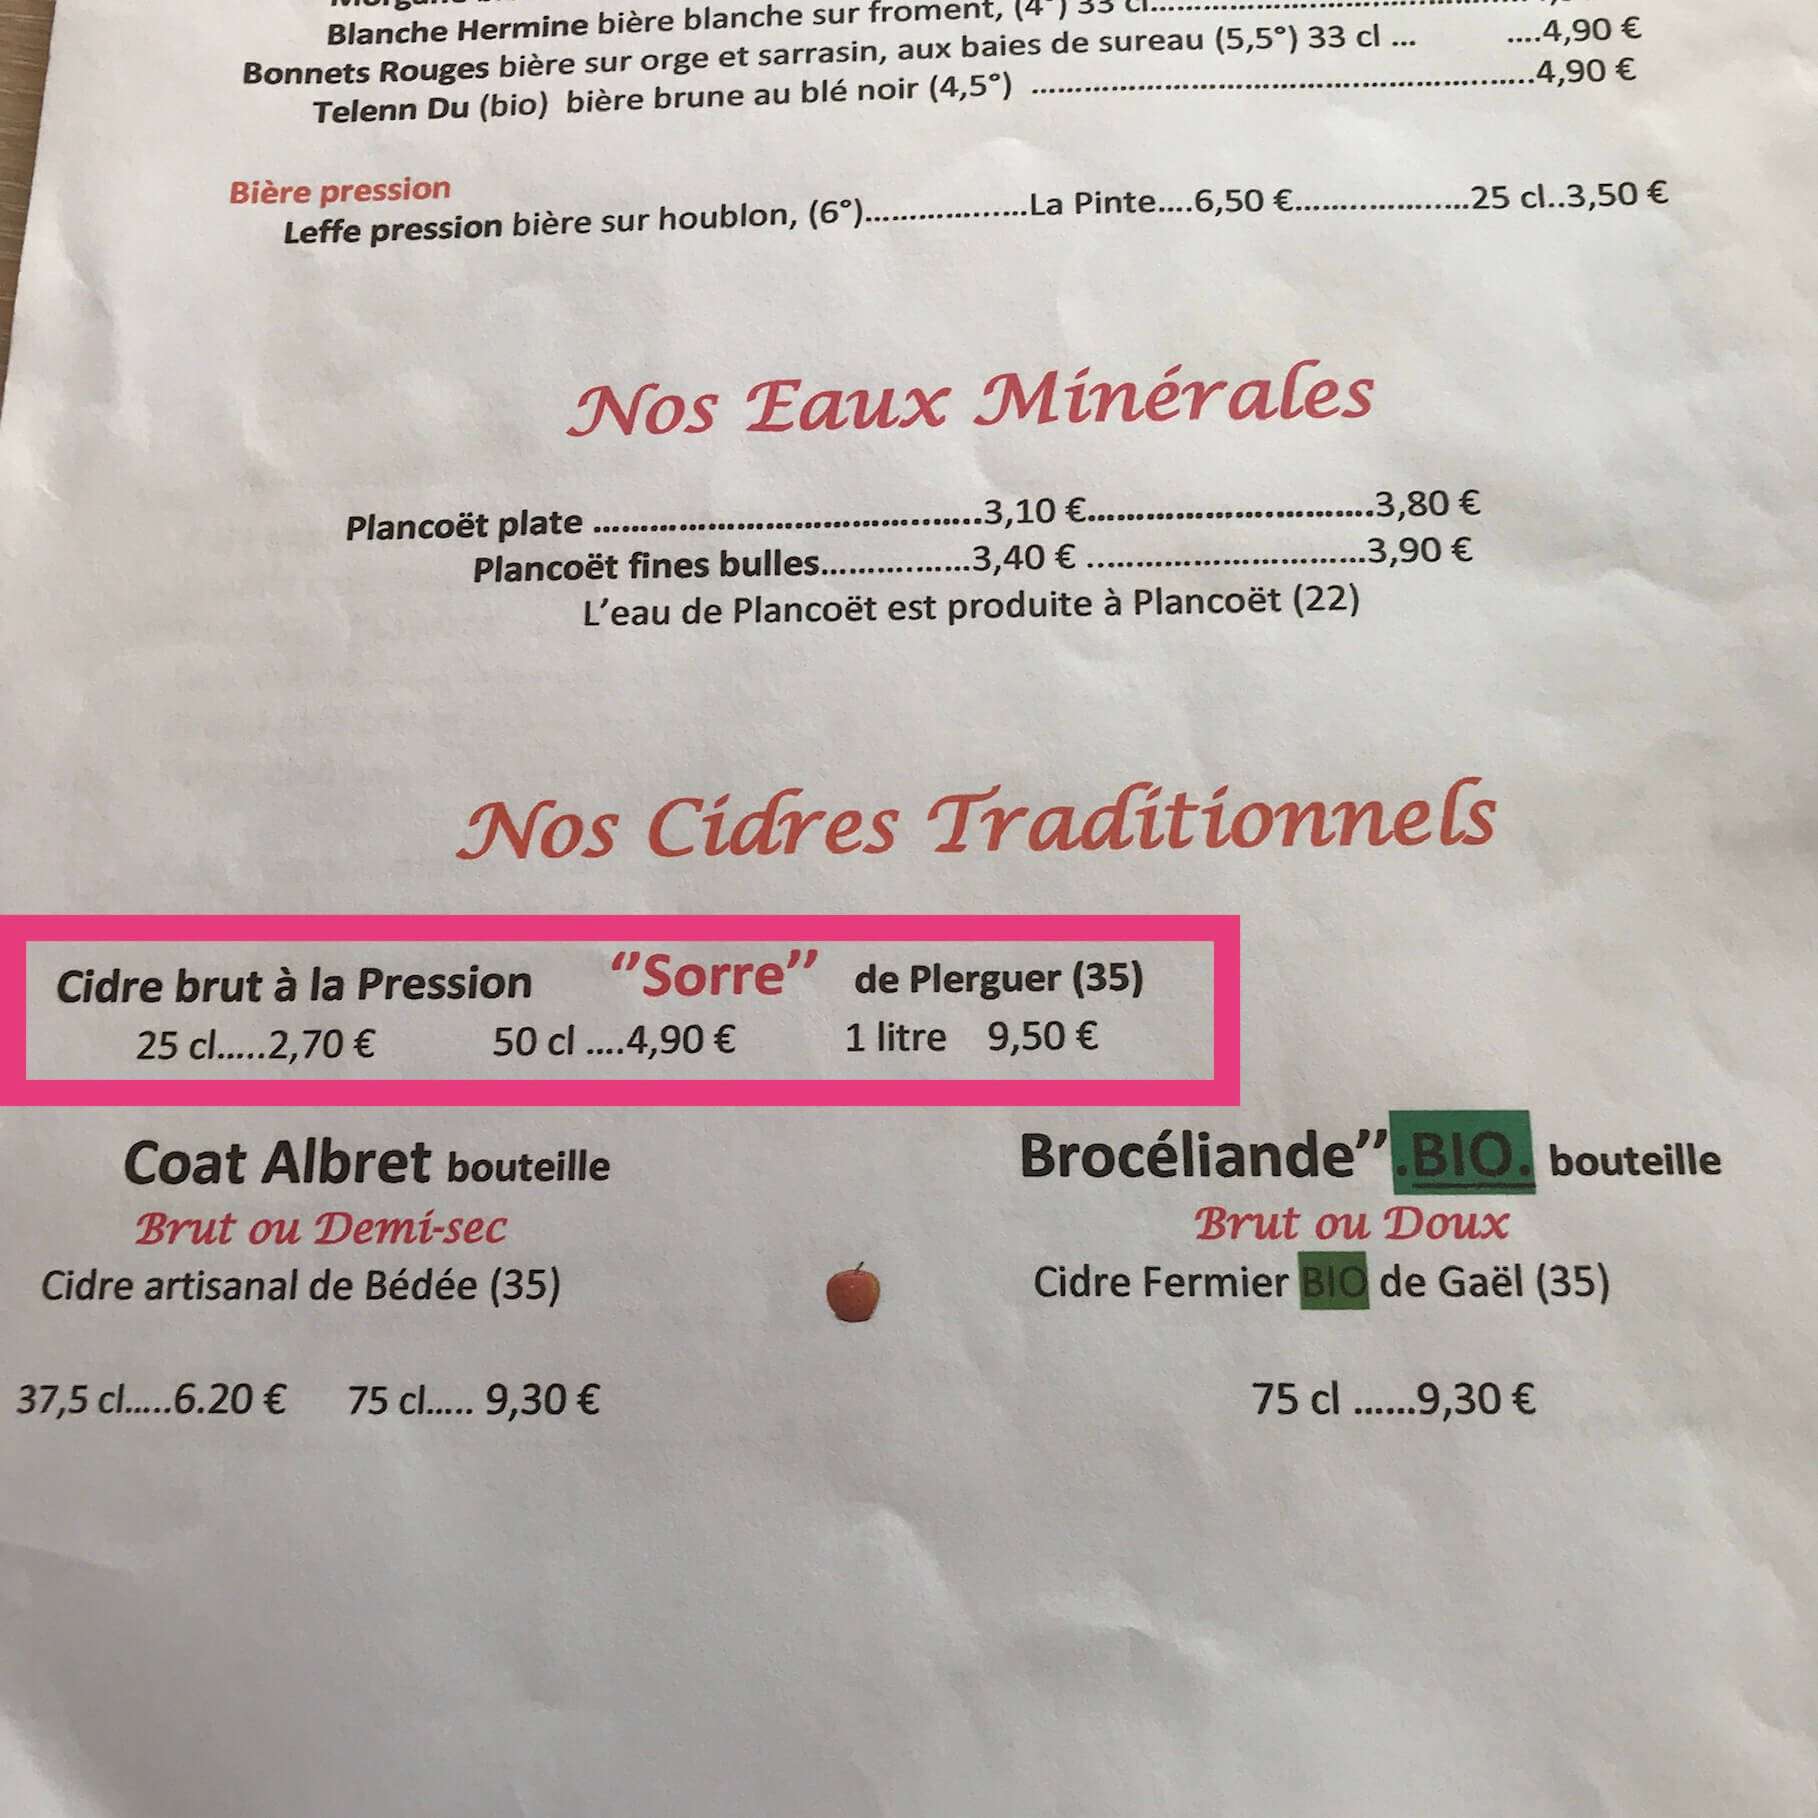 Blanche Hermine bière blanche sur froment, (4°) 33 cl.....
Bonnets Rouges bière sur orge et sarrasin, aux baies de sureau (5,5°) 33 cl ... ....4,90 €
Telenn Du (bio) bière brune au blé noir (4,5°) .....4,90 €
Bière pression
Leffe pression bière sur houblon, (6°).....La Pinte....6,50 €.....25 cl..3,50 €
Nos Eaux Minérales
Plancoët plate .....3,10 €.....3,80 €
Plancoët fines bulles.....3,40 € .....3,90 €
L'eau de Plancoët est produite à Plancoët (22)
Nos Cidres Traditionnels
Cidre brut à la Pression ‘’Sorre’’ de Plerguer (35)
25 cl.....2,70 € 50 cl ....4,90 € 1 litre 9,50 €
Coat Albret bouteille
Brut ou Demi-sec
Cidre artisanal de Bédée (35)
37,5 cl.....6.20 € 75 cl..... 9,30 €
Brocéliande’’.BIO. bouteille
Brut ou Doux
Cidre Fermier BIO de Gaël (35)
75 cl ......9,30 €